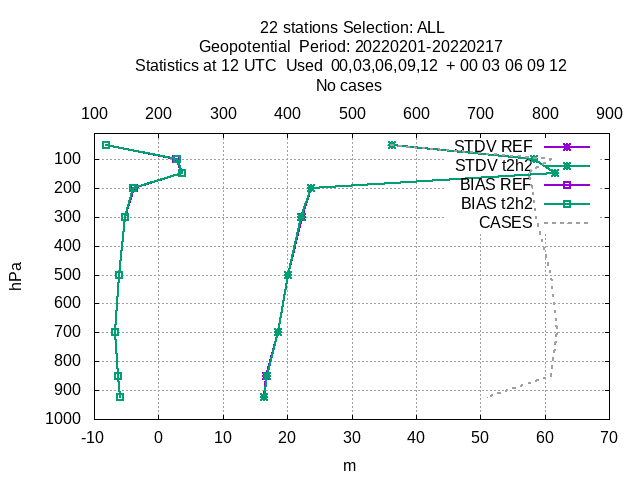 22 stations Selection: ALL
Geopotential  Period: 20220201-20220217
Statistics at 12 UTC  Used  00,03,06,09,12  + 00 03 06 09 12
No cases
100 200 300 400 500 600 700 800 900
STDV REF
100
STDV t2h2
BIAS REF
200
BIAS t2h2
300
CASES
400
hPa
500
600
700
800
900
1000
-10 0 10 20 30 40 50 60 70
m